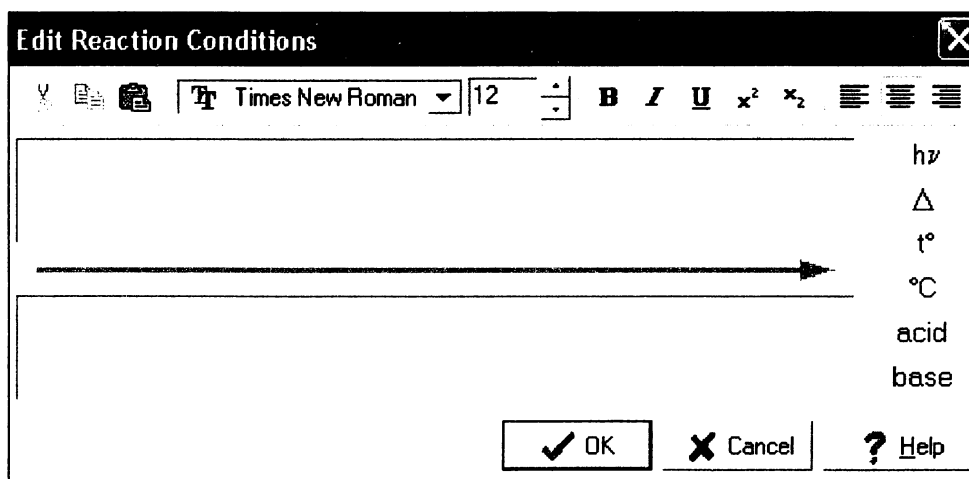 Edit Reaction Conditions
Times New Roman 12 B I U x² x₂
hν
Δ
t°
°C
acid
base
OK Cancel Help